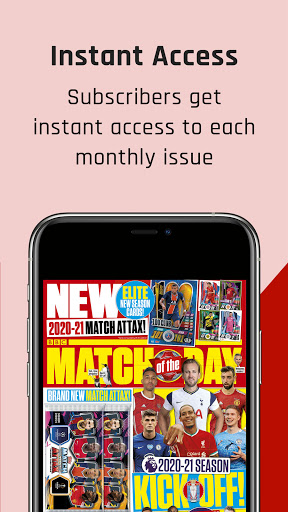 Instant Access
Subscribers get
instant access to each
monthly issue
NEW
ELITE
NEW SEASON
CARDS!
2020-21 MATCH ATTAX!
BBC
MATCH of the DAY
BRAND NEW MATCH ATTAX!
2020-21 SEASON
KICK-OFF!